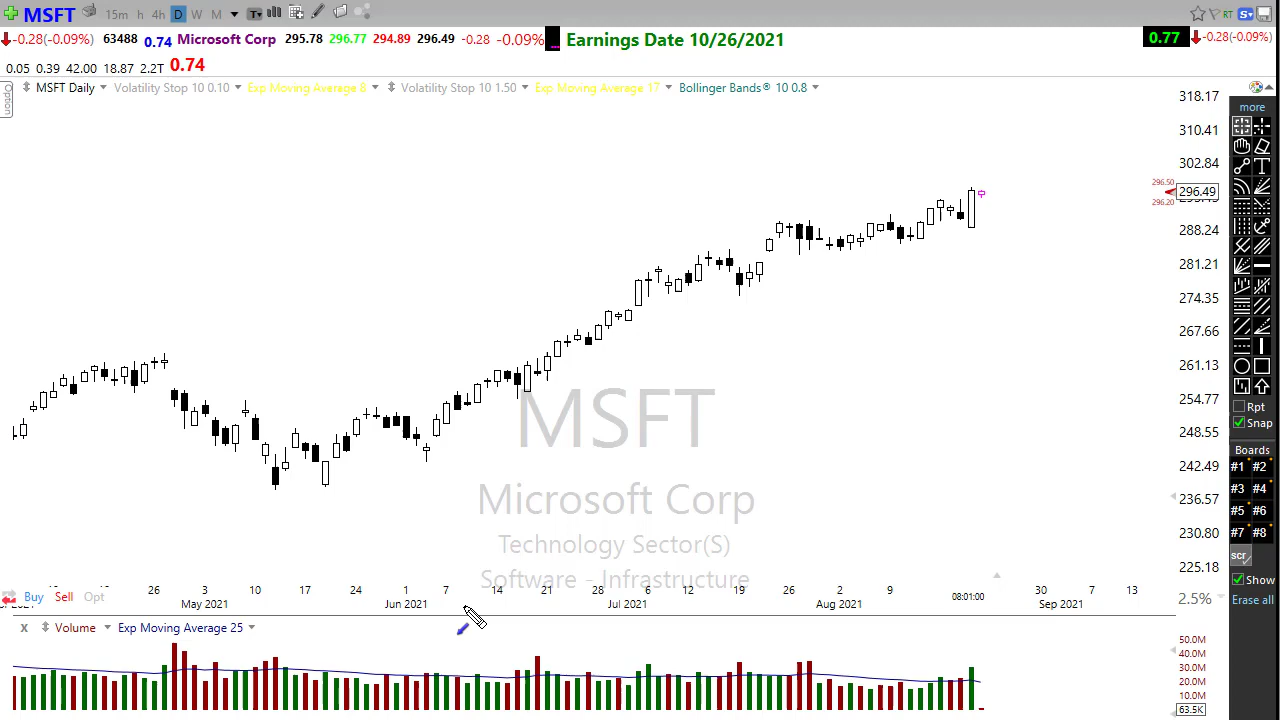 MSFT 15m h 4h D W M T
RT S
-0.28(-0.09%) 63488 0.74 Microsoft Corp 295.78 296.77 294.89 296.49 -0.28 -0.09% Earnings Date 10/26/2021 0.77 -0.28(-0.09%)
0.05 0.39 42.00 18.87 2.2T 0.74
Option
MSFT Daily Volatility Stop 10 0.10 Exp Moving Average 8 Volatility Stop 10 1.50 Exp Moving Average 17 Bollinger Bands® 10 0.8
318.17
310.41
302.84
296.50
296.49
296.20
288.24
281.21
274.35
267.66
261.13
254.77
248.55
242.49
236.57
230.80
225.18
2.5%
more
T
Rpt
Snap
Boards
#1 #2
#3 #4
#5 #6
#7 #8
scr
Show
Erase all
MSFT
Microsoft Corp
Technology Sector(S)
Software - Infrastructure
26 3 10 17 24 Jun 2021 7 14 21 28 6 12 19 26 2 9 08:01:00 30 7 13
May 2021 Jul 2021 Aug 2021 Sep 2021
Buy Sell Opt
x Volume Exp Moving Average 25
50.0M
40.0M
30.0M
20.0M
10.0M
63.5K